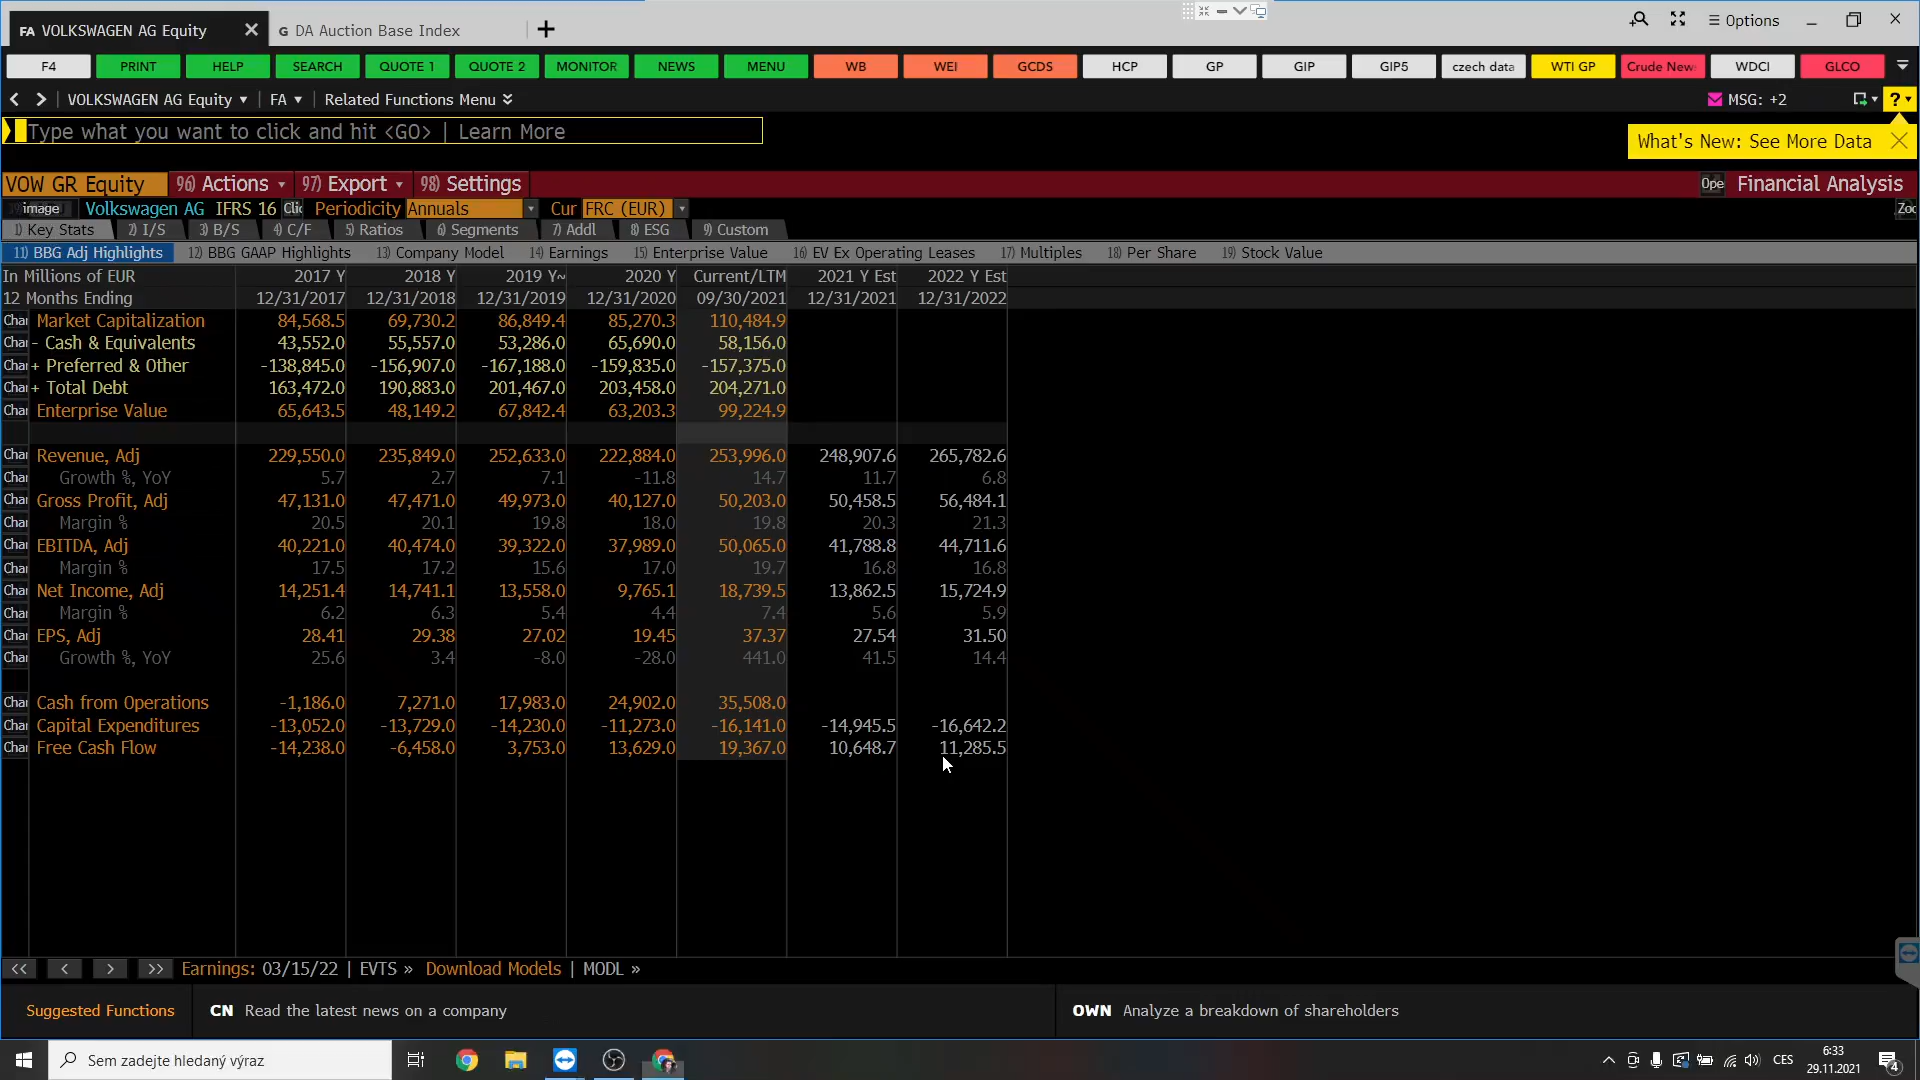 FA VOLKSWAGEN AG Equity
G DA Auction Base Index
Options
F4 PRINT HELP SEARCH QUOTE 1 QUOTE 2 MONITOR NEWS MENU WB WEI GCDS HCP GP GIP GIP5 czech data WTI GP Crude News WDCI GLCO
VOLKSWAGEN AG Equity FA Related Functions Menu MSG: +2 ?
Type what you want to click and hit <GO> | Learn More
What's New: See More Data
VOW GR Equity 96) Actions 97) Export 98) Settings Ope Financial Analysis
image Volkswagen AG IFRS 16 Clic Periodicity Annuals Cur FRC (EUR) Zoo
1) Key Stats 2) I/S 3) B/S 4) C/F 5) Ratios 6) Segments 7) Addl 8) ESG 9) Custom
11) BBG Adj Highlights 12) BBG GAAP Highlights 13) Company Model 14) Earnings 15) Enterprise Value 16) EV Ex Operating Leases 17) Multiples 18) Per Share 19) Stock Value
In Millions of EUR 2017 Y 2018 Y 2019 Y~ 2020 Y Current/LTM 2021 Y Est 2022 Y Est
12 Months Ending 12/31/2017 12/31/2018 12/31/2019 12/31/2020 09/30/2021 12/31/2021 12/31/2022
Char Market Capitalization 84,568.5 69,730.2 86,849.4 85,270.3 110,484.9
Char - Cash & Equivalents 43,552.0 55,557.0 53,286.0 65,690.0 58,156.0
Char + Preferred & Other -138,845.0 -156,907.0 -167,188.0 -159,835.0 -157,375.0
Char + Total Debt 163,472.0 190,883.0 201,467.0 203,458.0 204,271.0
Char Enterprise Value 65,643.5 48,149.2 67,842.4 63,203.3 99,224.9
Char Revenue, Adj 229,550.0 235,849.0 252,633.0 222,884.0 253,996.0 248,907.6 265,782.6
Char Growth %, YoY 5.7 2.7 7.1 -11.8 14.7 11.7 6.8
Char Gross Profit, Adj 47,131.0 47,471.0 49,973.0 40,127.0 50,203.0 50,458.5 56,484.1
Char Margin % 20.5 20.1 19.8 18.0 19.8 20.3 21.3
Char EBITDA, Adj 40,221.0 40,474.0 39,322.0 37,989.0 50,065.0 41,788.8 44,711.6
Char Margin % 17.5 17.2 15.6 17.0 19.7 16.8 16.8
Char Net Income, Adj 14,251.4 14,741.1 13,558.0 9,765.1 18,739.5 13,862.5 15,724.9
Char Margin % 6.2 6.3 5.4 4.4 7.4 5.6 5.9
Char EPS, Adj 28.41 29.38 27.02 19.45 37.37 27.54 31.50
Char Growth %, YoY 25.6 3.4 -8.0 -28.0 441.0 41.5 14.4
Char Cash from Operations -1,186.0 7,271.0 17,983.0 24,902.0 35,508.0
Char Capital Expenditures -13,052.0 -13,729.0 -14,230.0 -11,273.0 -16,141.0 -14,945.5 -16,642.2
Char Free Cash Flow -14,238.0 -6,458.0 3,753.0 13,629.0 19,367.0 10,648.7 11,285.5
<< < > >> Earnings: 03/15/22 | EVTS » Download Models | MODL »
Suggested Functions CN Read the latest news on a company OWN Analyze a breakdown of shareholders
Sem zadejte hledaný výraz
CES
6:33
29.11.2021
4